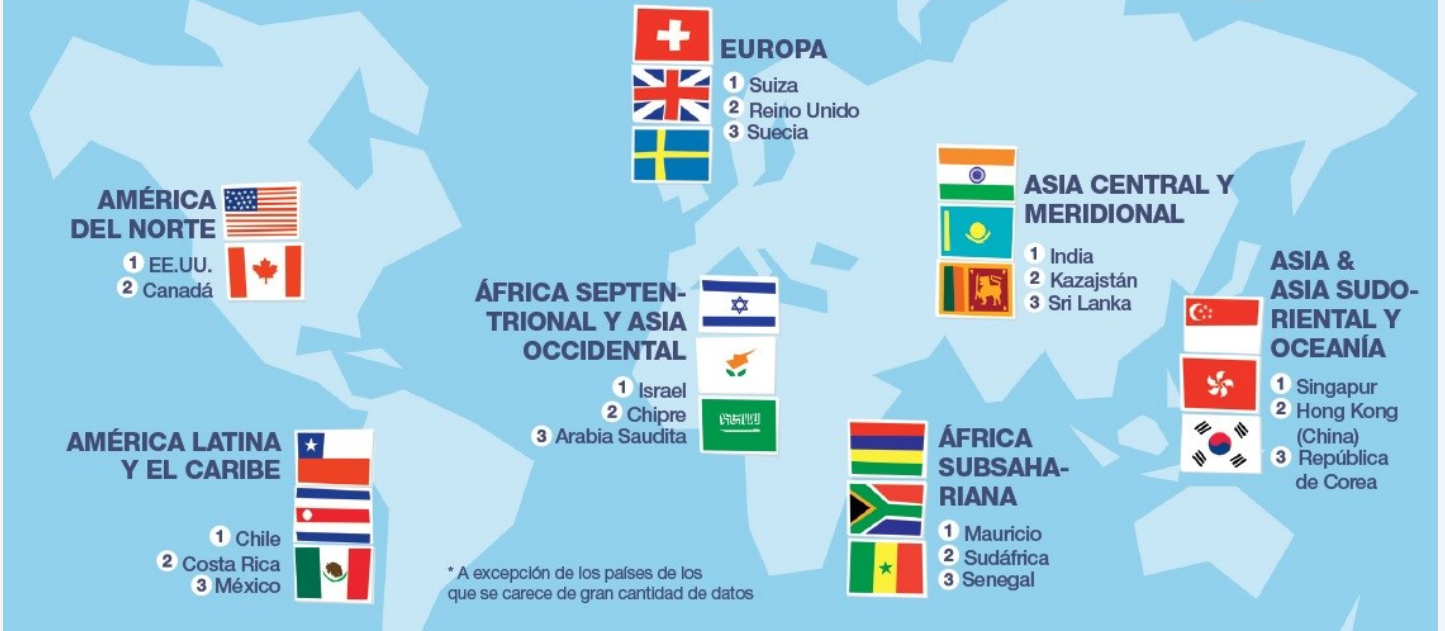 EUROPA
1 Suiza
2 Reino Unido
3 Suecia
AMÉRICA
DEL NORTE
1 EE.UU.
2 Canadá
ASIA CENTRAL Y
MERIDIONAL
1 India
2 Kazajstán
3 Sri Lanka
ÁFRICA SEPTEN-
TRIONAL Y ASIA
OCCIDENTAL
1 Israel
2 Chipre
3 Arabia Saudita
ASIA &
ASIA SUDO-
RIENTAL Y
OCEANÍA
1 Singapur
2 Hong Kong
(China)
3 República
de Corea
AMÉRICA LATINA
Y EL CARIBE
1 Chile
2 Costa Rica
3 México
ÁFRICA
SUBSAHA-
RIANA
1 Mauricio
2 Sudáfrica
3 Senegal
* A excepción de los países de los
que se carece de gran cantidad de datos